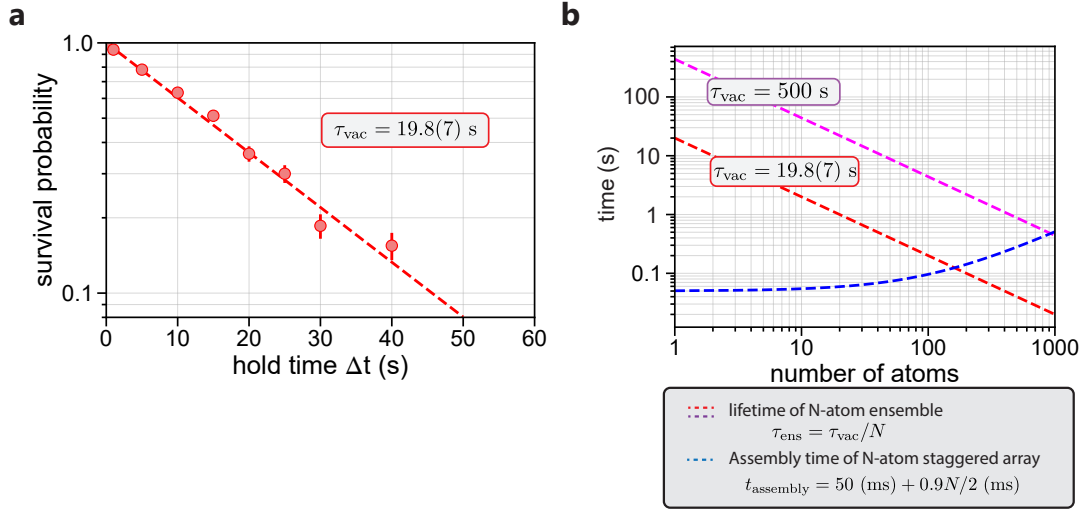 a
1.0
0.1
survival probability
τvac = 19.8(7) s
0 10 20 30 40 50 60
hold time Δt (s)
b
100
10
1
0.1
time (s)
τvac = 500 s
τvac = 19.8(7) s
1 10 100 1000
number of atoms
lifetime of N-atom ensemble
τens = τvac/N
Assembly time of N-atom staggered array
tassembly = 50 (ms) + 0.9N/2 (ms)